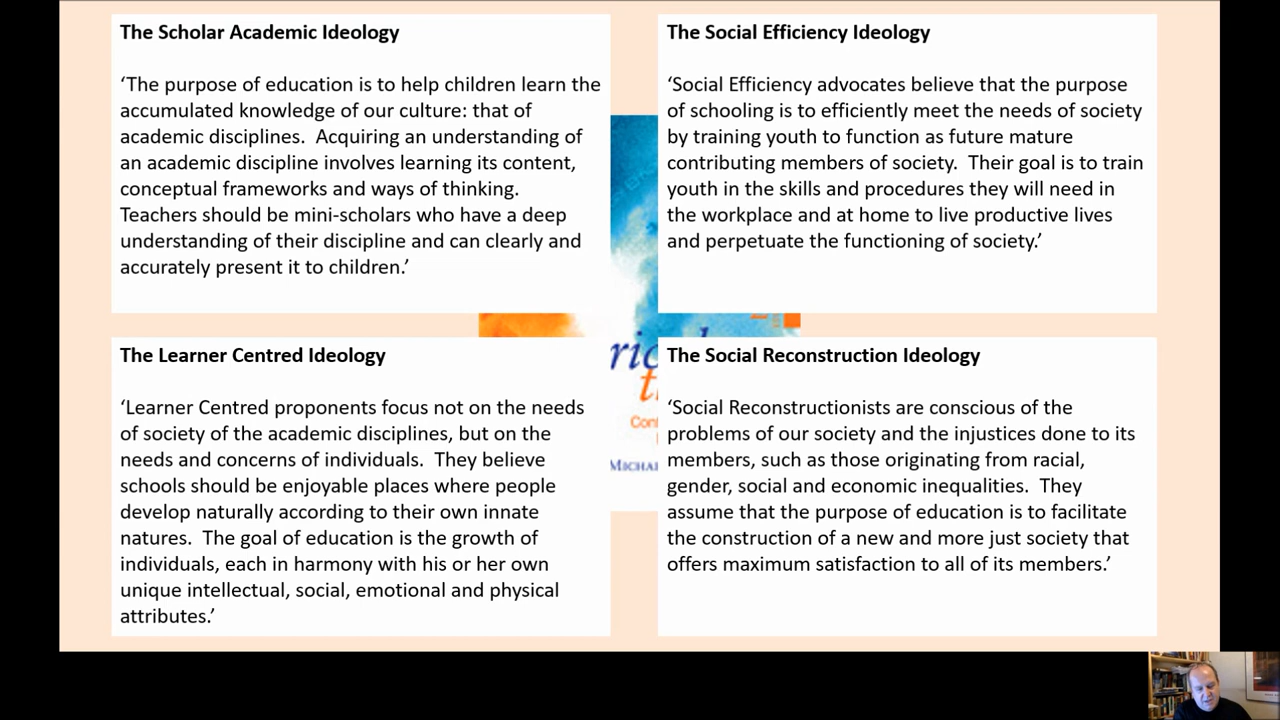 The Scholar Academic Ideology
‘The purpose of education is to help children learn the
accumulated knowledge of our culture: that of
academic disciplines.  Acquiring an understanding of
an academic discipline involves learning its content,
conceptual frameworks and ways of thinking.
Teachers should be mini-scholars who have a deep
understanding of their discipline and can clearly and
accurately present it to children.’
The Social Efficiency Ideology
‘Social Efficiency advocates believe that the purpose
of schooling is to efficiently meet the needs of society
by training youth to function as future mature
contributing members of society.  Their goal is to train
youth in the skills and procedures they will need in
the workplace and at home to live productive lives
and perpetuate the functioning of society.’
The Learner Centred Ideology
‘Learner Centred proponents focus not on the needs
of society of the academic disciplines, but on the
needs and concerns of individuals.  They believe
schools should be enjoyable places where people
develop naturally according to their own innate
natures.  The goal of education is the growth of
individuals, each in harmony with his or her own
unique intellectual, social, emotional and physical
attributes.’
The Social Reconstruction Ideology
‘Social Reconstructionists are conscious of the
problems of our society and the injustices done to its
members, such as those originating from racial,
gender, social and economic inequalities.  They
assume that the purpose of education is to facilitate
the construction of a new and more just society that
offers maximum satisfaction to all of its members.’